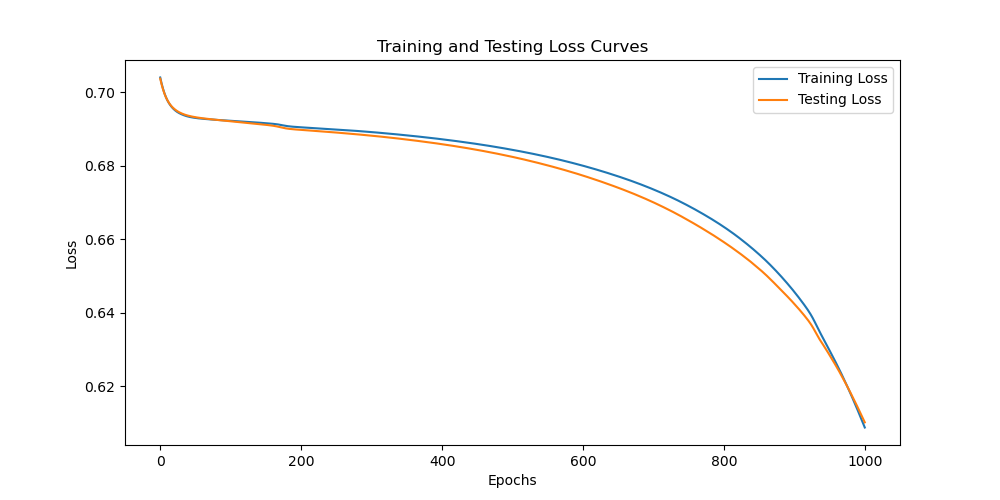 Training and Testing Loss Curves
Training Loss
Testing Loss
0.70
0.68
0.66
0.64
0.62
Loss
0
200
400
600
800
1000
Epochs